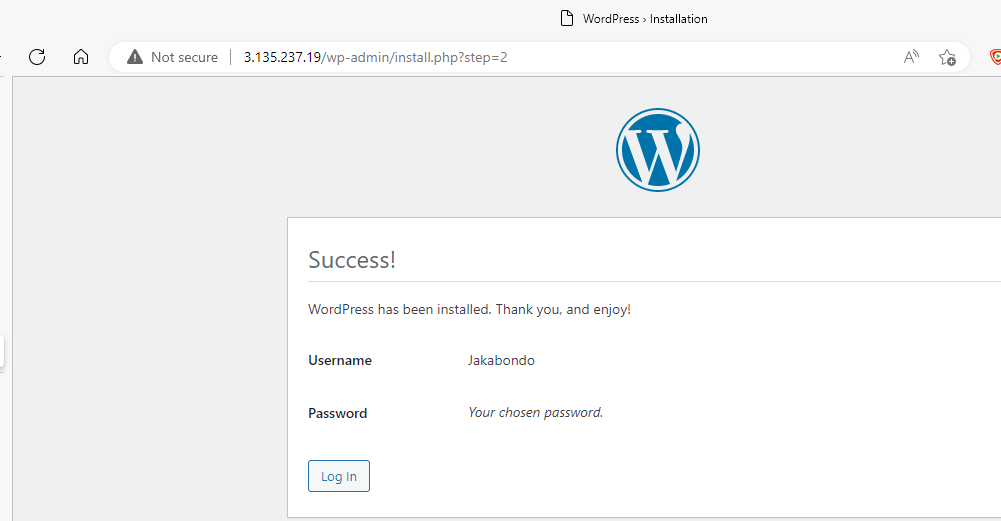 WordPress › Installation
Not secure | 3.135.237.19/wp-admin/install.php?step=2
Success!
WordPress has been installed. Thank you, and enjoy!
Username Jakabondo
Password Your chosen password.
Log In